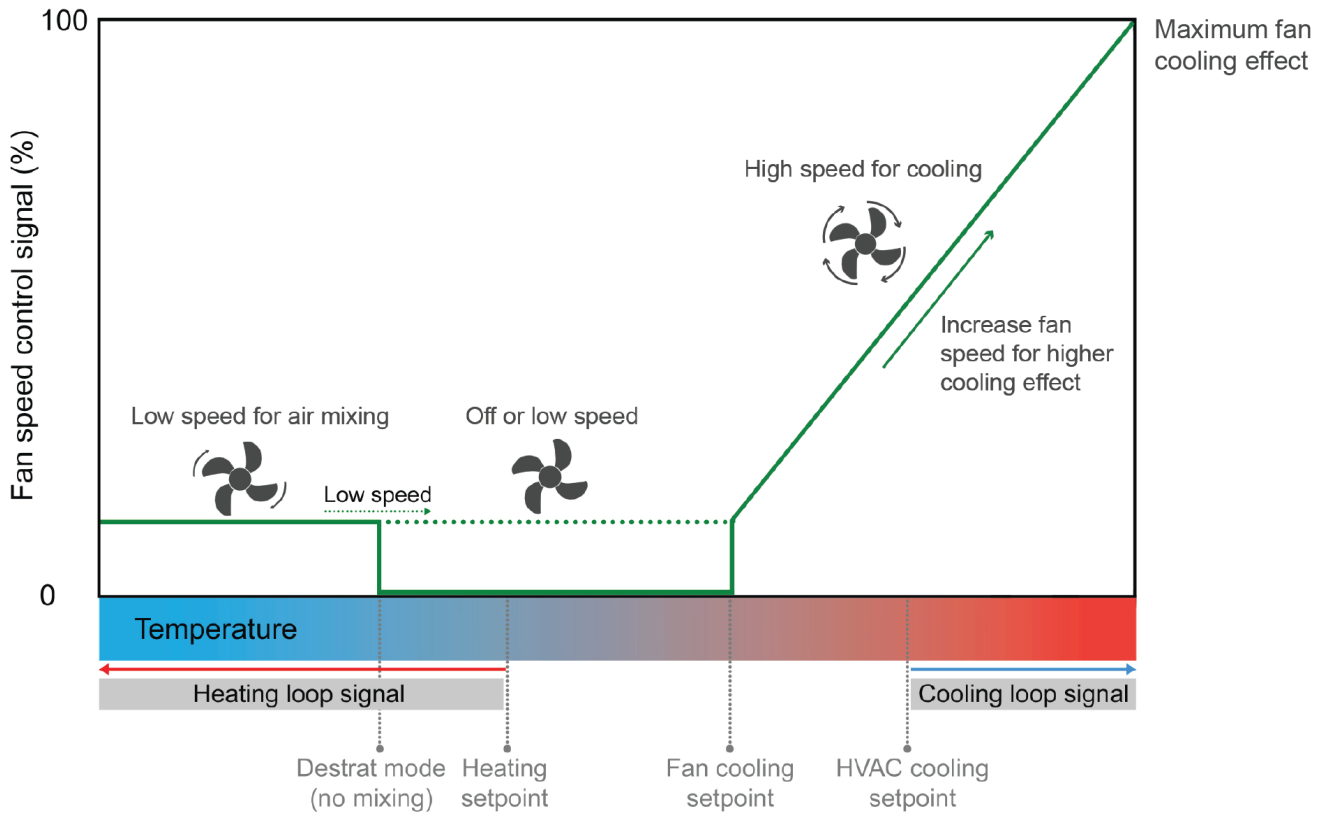 100
Maximum fan
cooling effect
Fan speed control signal (%)
High speed for cooling
Increase fan
speed for higher
cooling effect
Low speed for air mixing
Off or low speed
Low speed
0
Temperature
Heating loop signal
Cooling loop signal
Destrat mode
(no mixing)
Heating
setpoint
Fan cooling
setpoint
HVAC cooling
setpoint